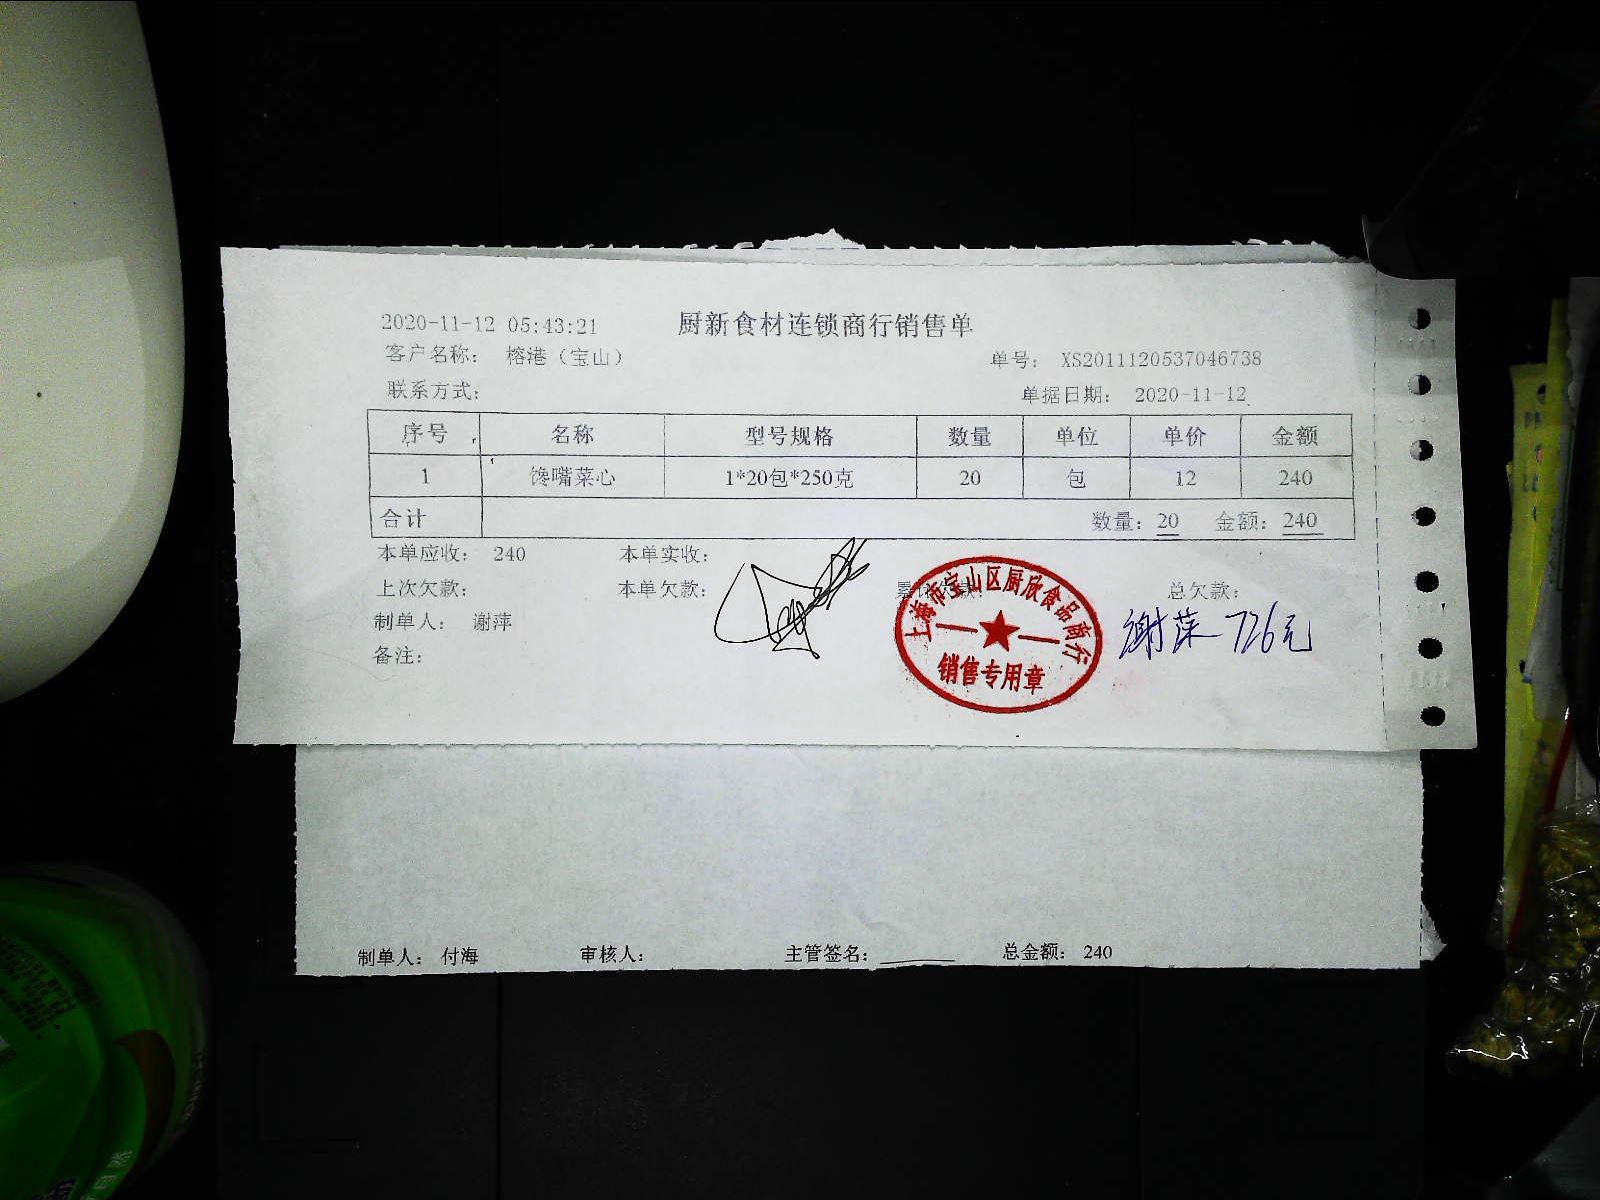 2020-11-12 05:43:21 厨新食材连锁商行销售单
客户名称: 榕港（宝山） 单号: XS2011120537046738
联系方式: 单据日期: 2020-11-12
序号 名称 型号规格 数量 单位 单价 金额
1 馋嘴菜心 1*20包*250克 20 包 12 240
合计 数量: 20 金额: 240
本单应收: 240 本单实收:
上次欠款: 本单欠款: 累计欠款: 总欠款:
制单人: 谢萍
备注:
上海市宝山区厨欣食品商行
销售专用章
谢萍 726元
制单人: 付海 审核人: 主管签名: 总金额: 240